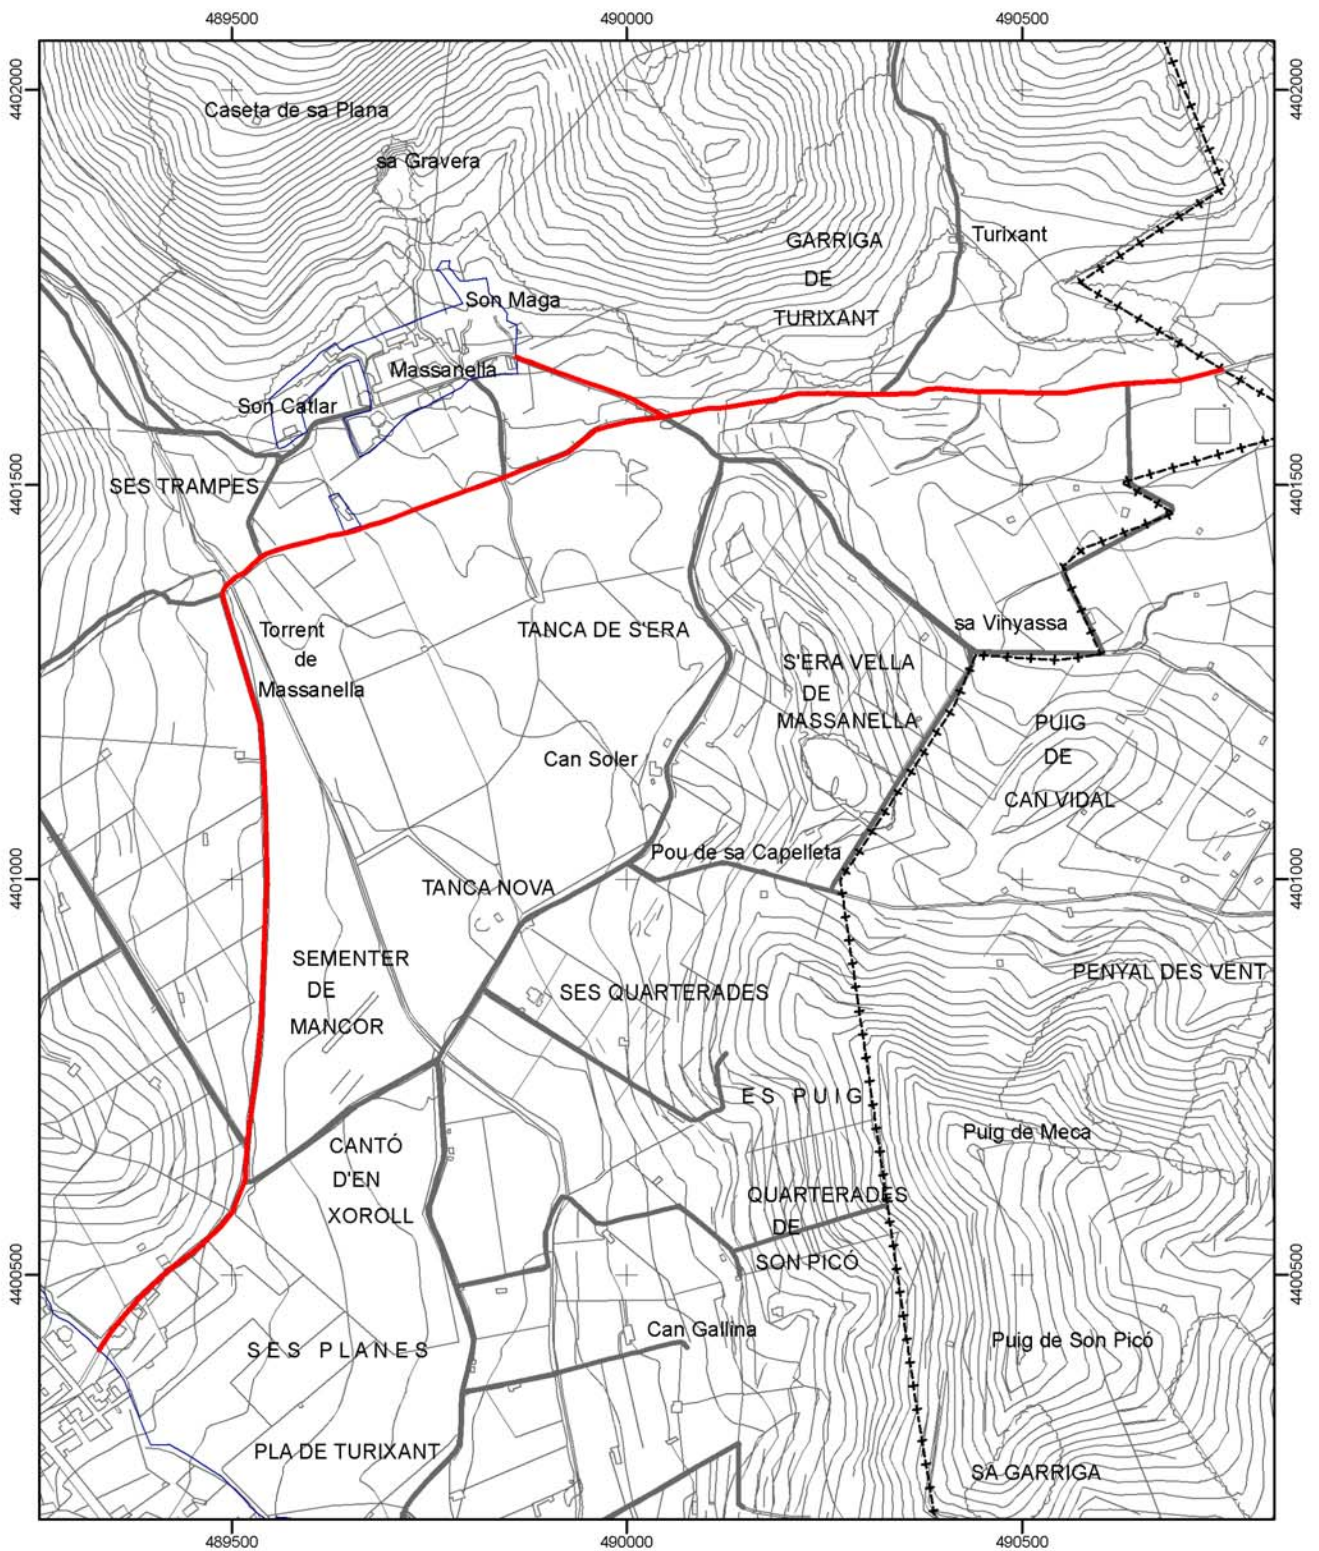 489500
490000
490500
4402000
4402000
Caseta de sa Plana
sa Gravera
Turixant
GARRIGA
DE
TURIXANT
Son Maga
Massanella
Son Catlar
SES TRAMPES
4401500
4401500
Torrent
de
Massanella
TANCA DE S'ERA
sa Vinyassa
S'ERA VELLA
DE
MASSANELLA
PUIG
DE
CAN VIDAL
Can Soler
Pou de sa Capelleta
4401000
4401000
TANCA NOVA
SEMENTER
DE
MANCOR
SES QUARTERADES
PENYAL DES VENT
ES PUIG
Puig de Meca
CANTÓ
D'EN
XOROLL
QUARTERADES
DE
SON PICÓ
4400500
4400500
Can Gallina
Puig de Son Picó
SES PLANES
PLA DE TURIXANT
SA GARRIGA
489500
490000
490500